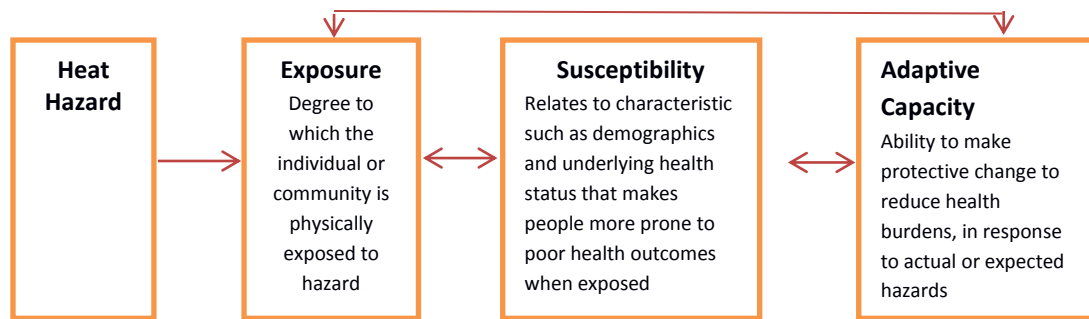 Heat
Hazard
Exposure
Degree to
which the
individual or
community is
physically
exposed to
hazard
Susceptibility
Relates to characteristic
such as demographics
and underlying health
status that makes
people more prone to
poor health outcomes
when exposed
Adaptive
Capacity
Ability to make
protective change to
reduce health
burdens, in response
to actual or expected
hazards